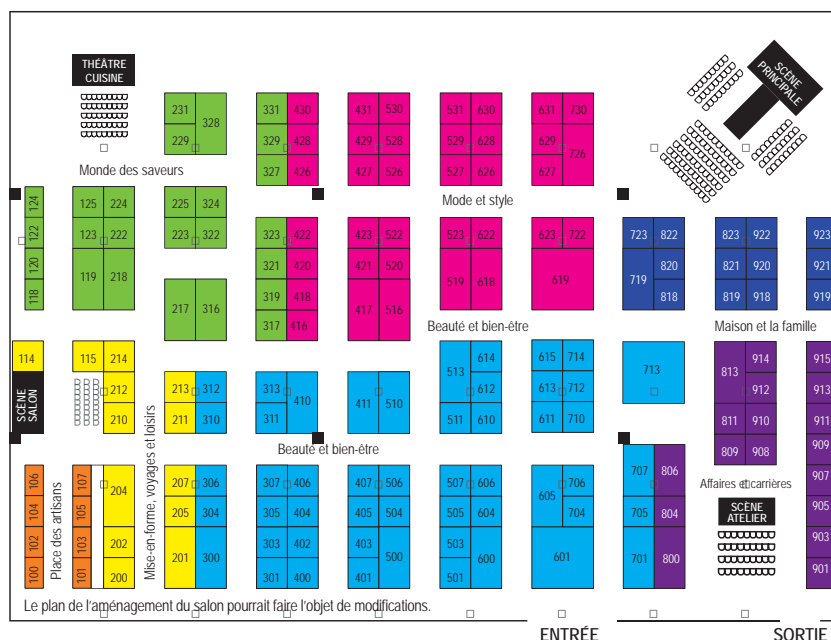 THÉÂTRE
CUISINE
SCÈNE
PRINCIPALE
231 328 331 430 431 530 531 630 631 730
229 329 428 429 528 529 628 629 726
327 426 427 526 527 626 627
Monde des saveurs
Mode et style
124 125 224 225 324
122 123 222 223 322 323 422 423 522 523 622 623 722 723 822 823 922 923
120 119 218 321 420 421 520 519 618 619 719 820 821 920 921
118 217 316 319 418 417 516 818 819 918 919
317 416
Beauté et bien-être
Maison et la famille
114 115 214 513 614 615 714 713 813 914 915
SCÈNE
SALON
212 213 312 313 410 411 510 612 613 712 912 913
210 211 310 311 511 610 611 710 811 910 911
Beauté et bien-être
809 908 909
Mise-en-forme, voyages et loisirs
Place des artisans
106 107 204 207 306 307 406 407 506 507 606 605 706 707 806
Affaires et carrières
907
104 105 205 304 305 404 405 504 505 604 704 705 804
SCÈNE
ATELIER
905
102 103 202 201 300 303 402 403 500 503 600 601 701 800 903
100 101 200 301 400 401 501 901
Le plan de l'aménagement du salon pourrait faire l'objet de modifications.
ENTRÉE
SORTIE